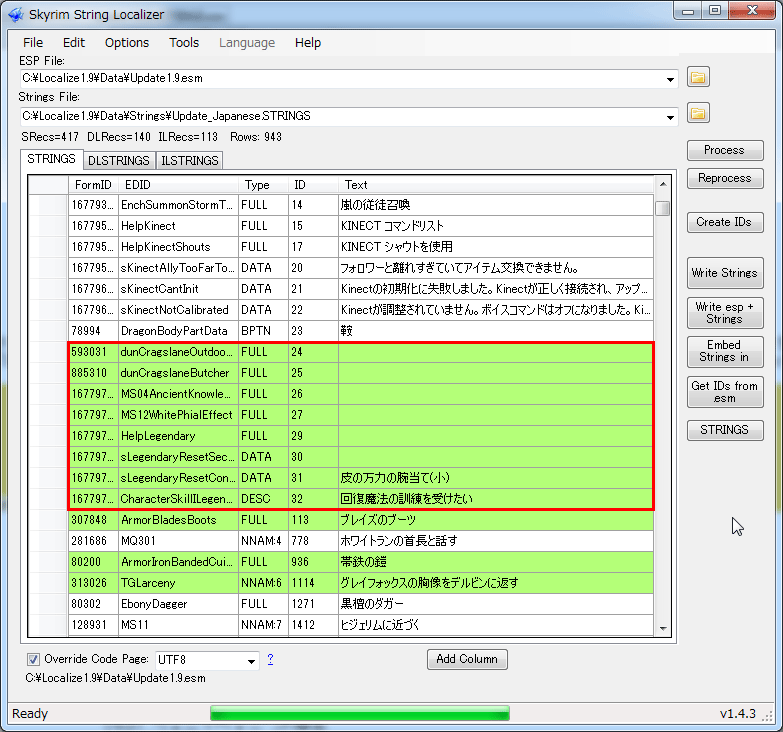 Skyrim String Localizer
File Edit Options Tools Language Help
ESP File:
C:¥Localize1.9¥Data¥Update1.9.esm
Strings File:
C:¥Localize1.9¥Data¥Strings¥Update_Japanese.STRINGS
SRecs=417 DLRecs=140 ILRecs=113 Rows: 943
STRINGS DLSTRINGS ILSTRINGS
FormID EDID Type ID Text
167793... EnchSummonStormT... FULL 14 嵐の従徒召喚
167795... HelpKinect FULL 15 KINECT コマンドリスト
167795... HelpKinectShouts FULL 17 KINECT シャウトを使用
167795... sKinectAllyTooFarTo... DATA 20 フォロワーと離れすぎていてアイテム交換できません。
167796... sKinectCantInit DATA 21 Kinectの初期化に失敗しました。Kinectが正しく接続され、アップ...
167796... sKinectNotCalibrated DATA 22 Kinectが調整されていません。ボイスコマンドはオフになりました。Ki...
78994 DragonBodyPartData BPTN 23 鞍
593031 dunCragslaneOutdoo... FULL 24
885310 dunCragslaneButcher FULL 25
167797... MS04AncientKnowle... FULL 26
167797... MS12WhitePhialEffect FULL 27
167797... HelpLegendary FULL 29
167797... sLegendaryResetSec... DATA 30
167797... sLegendaryResetCon... DATA 31 皮の万力の腕当て(小)
167797... CharacterSkillILegen... DESC 32 回復魔法の訓練を受けたい
307848 ArmorBladesBoots FULL 113 ブレイズのブーツ
281686 MQ301 NNAM:4 778 ホワイトランの首長と話す
80200 ArmorIronBandedCui... FULL 936 帯鉄の鎧
313026 TGLarceny NNAM:6 1114 グレイフォックスの胸像をデルビンに返す
80302 EbonyDagger FULL 1271 黒檀のダガー
128931 MS11 NNAM:7 1412 ヒジェリムに近づく
Process
Reprocess
Create IDs
Write Strings
Write esp +
Strings
Embed
Strings in
Get IDs from
.esm
STRINGS
Override Code Page: UTF8 ?
Add Column
C:¥Localize1.9¥Data¥Update1.9.esm
Ready v1.4.3